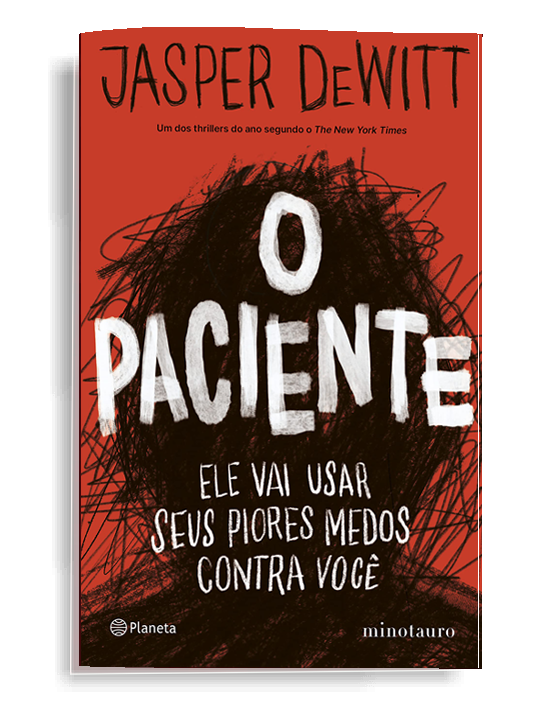 JASPER DeWITT
Um dos thrillers do ano segundo o The New York Times
O
PACIENTE
ELE VAI USAR
SEUS PIORES MEDOS
CONTRA VOCÊ
Planeta
minotauro